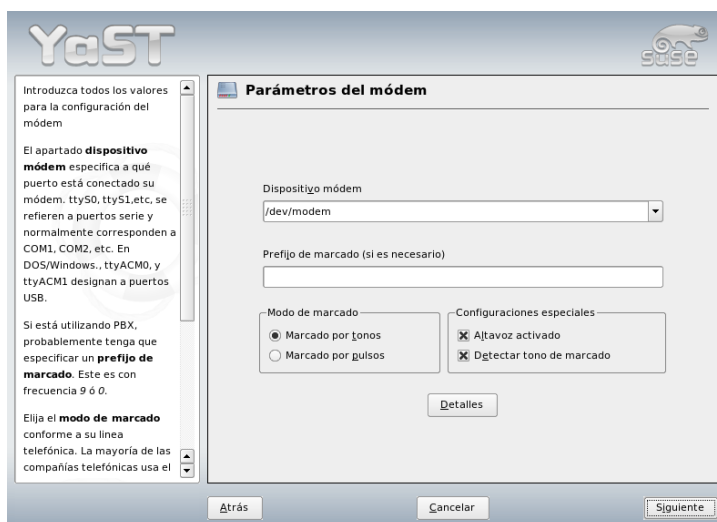 YaST
SUSE
Introduzca todos los valores
para la configuración del
módem
El apartado dispositivo
módem especifica a qué
puerto está conectado su
módem. ttyS0, ttyS1,etc, se
refieren a puertos serie y
normalmente corresponden a
COM1, COM2, etc. En
DOS/Windows., ttyACM0, y
ttyACM1 designan a puertos
USB.
Si está utilizando PBX,
probablemente tenga que
especificar un prefijo de
marcado. Este es con
frecuencia 9 ó 0.
Elija el modo de marcado
conforme a su linea
telefónica. La mayoría de las
compañías telefónicas usa el
Parámetros del módem
Dispositivo módem
/dev/modem
Prefijo de marcado (si es necesario)
Modo de marcado
Marcado por tonos
Marcado por pulsos
Configuraciones especiales
Altavoz activado
Detectar tono de marcado
Detalles
Atrás
Cancelar
Siguiente